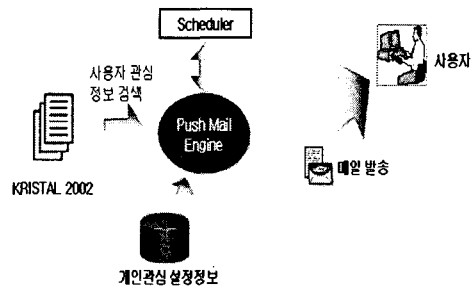 Scheduler
사용자
사용자 관심
정보 검색
Push Mail
Engine
메일 발송
KRISTAL 2002
개인관심 설정정보